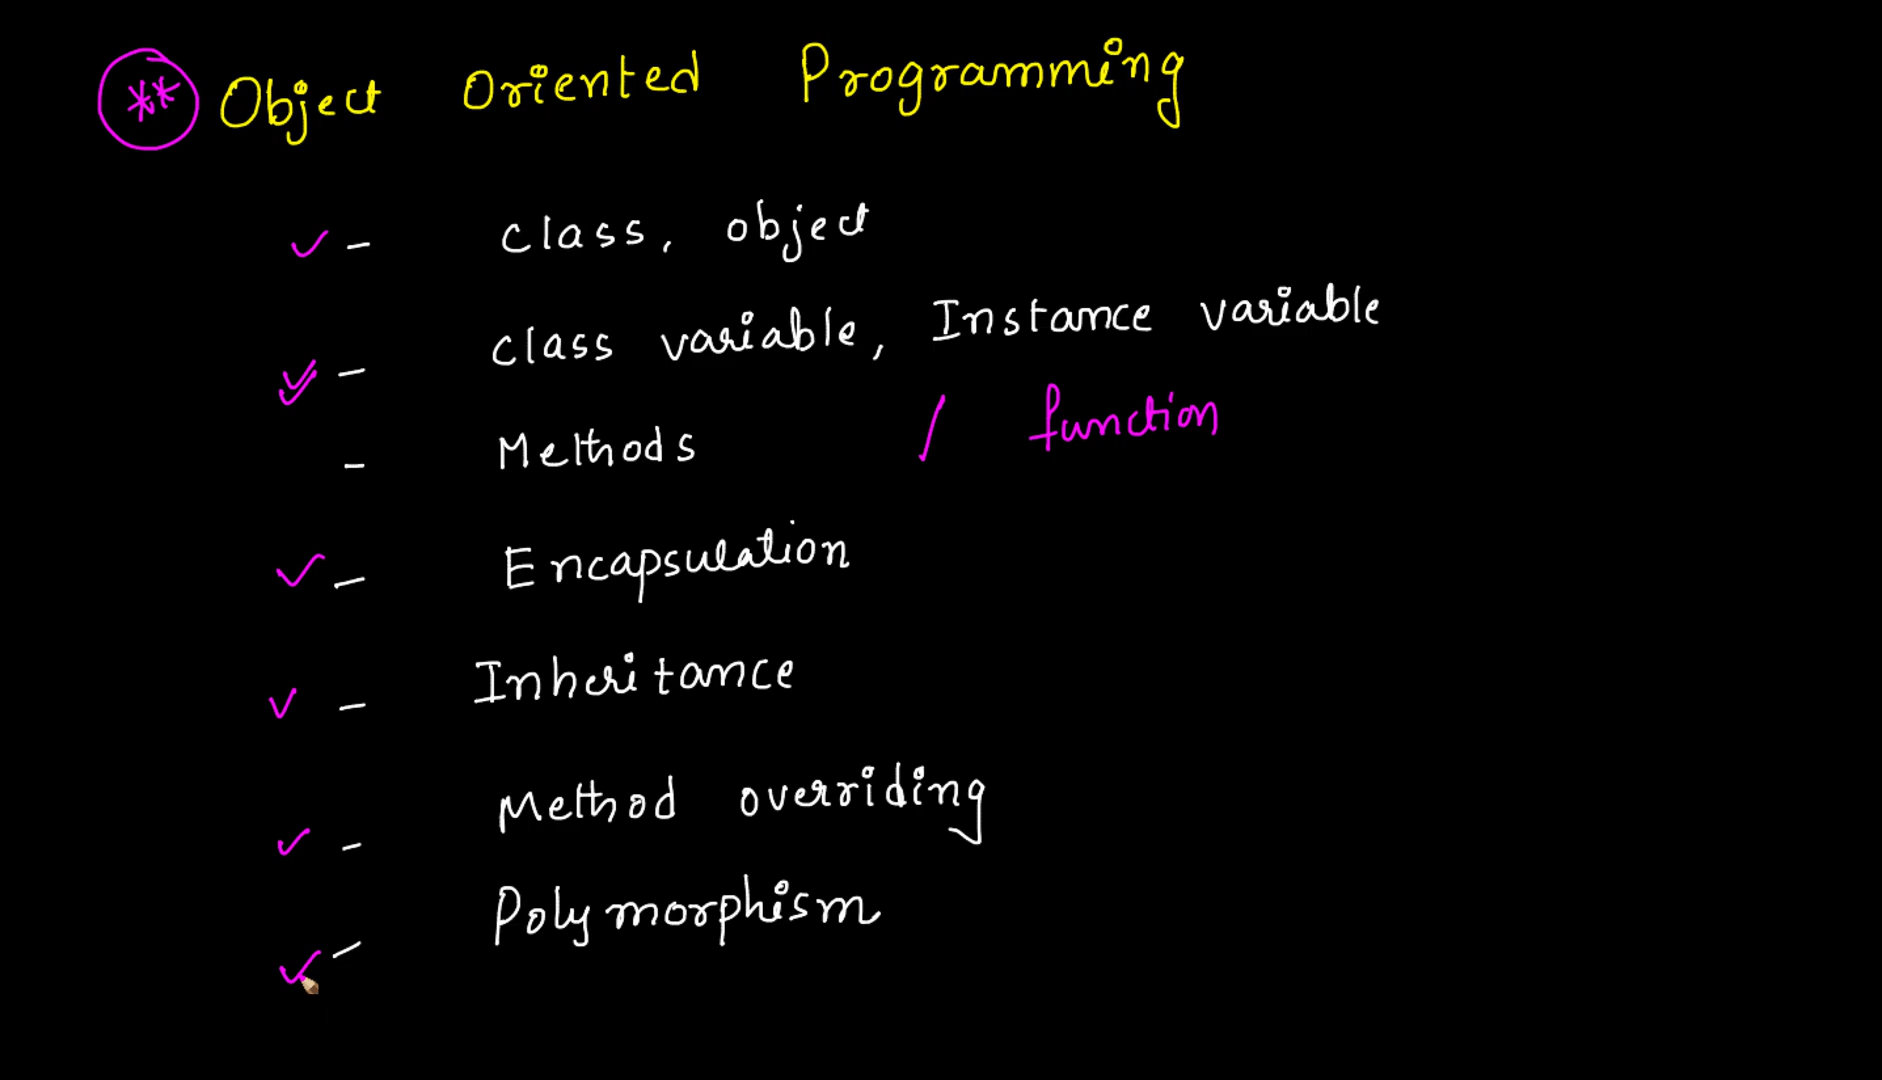 ** Object Oriented Programming
✓ - class, object
✓ - class variable, Instance variable
- Methods / function
✓ - Encapsulation
✓ - Inheritance
✓ - Method overriding
✓ - Polymorphism